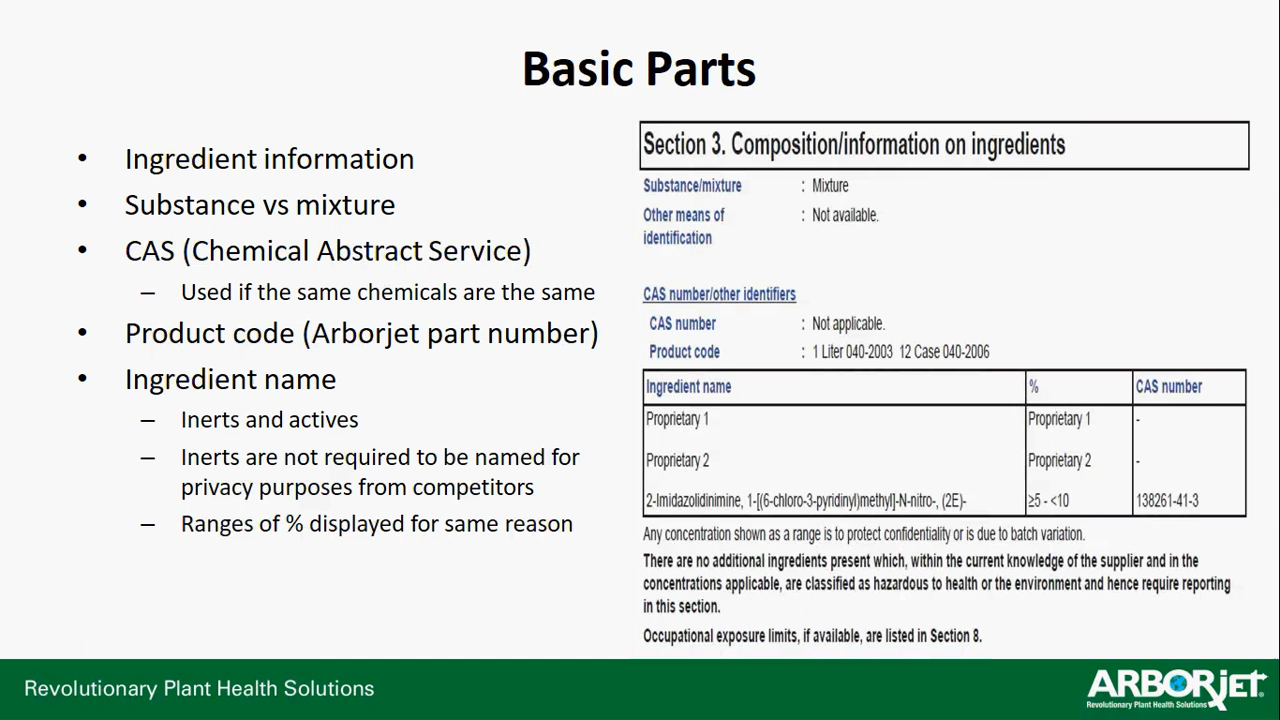 Basic Parts
• Ingredient information
• Substance vs mixture
• CAS (Chemical Abstract Service)
– Used if the same chemicals are the same
• Product code (Arborjet part number)
• Ingredient name
– Inerts and actives
– Inerts are not required to be named for
privacy purposes from competitors
– Ranges of % displayed for same reason
Section 3. Composition/information on ingredients
Substance/mixture : Mixture
Other means of : Not available.
identification
CAS number/other identifiers
CAS number : Not applicable.
Product code : 1 Liter 040-2003 12 Case 040-2006
Ingredient name % CAS number
Proprietary 1 Proprietary 1 -
Proprietary 2 Proprietary 2 -
2-Imidazolidinimine, 1-[(6-chloro-3-pyridinyl)methyl]-N-nitro-, (2E)- ≥5 - <10 138261-41-3
Any concentration shown as a range is to protect confidentiality or is due to batch variation.
There are no additional ingredients present which, within the current knowledge of the supplier and in the
concentrations applicable, are classified as hazardous to health or the environment and hence require reporting
in this section.
Occupational exposure limits, if available, are listed in Section 8.
Revolutionary Plant Health Solutions
ARBORJET
Revolutionary Plant Health Solutions